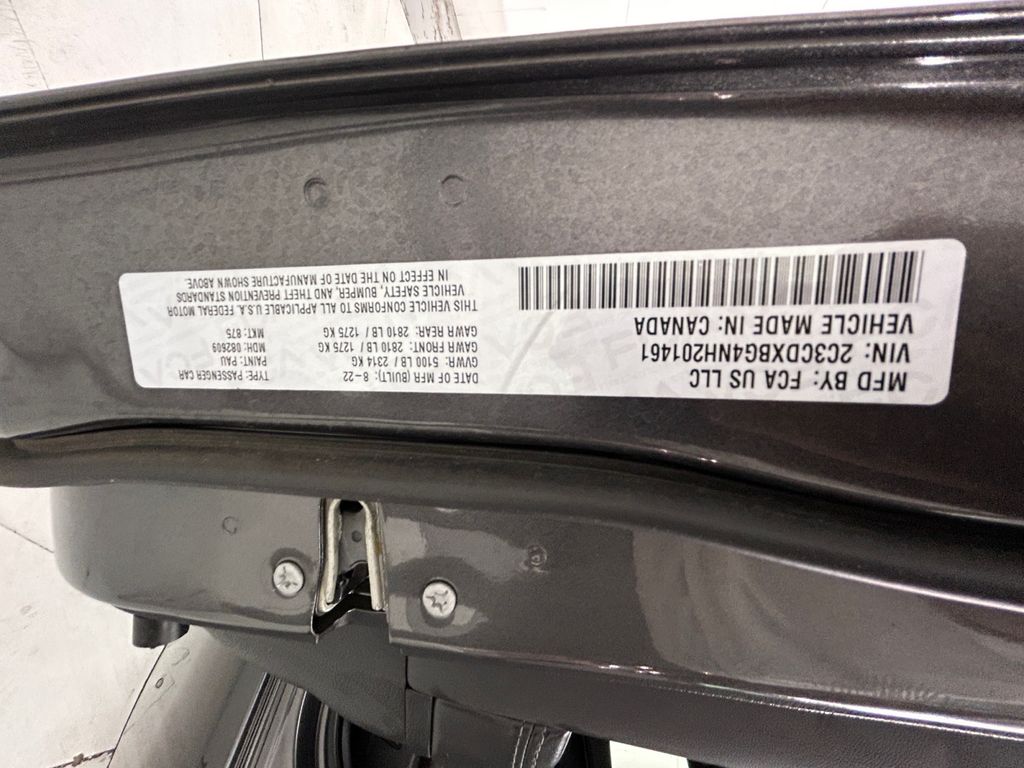 MFD BY: FCA US LLC
VIN: 2C3CDXBG4NH201461
VEHICLE MADE IN: CANADA
DATE OF MFR (BUILT): 8-22 TYPE: PASSENGER CAR
GVWR: 5100 LB / 2314 KG PAINT: PAU
GAWR FRONT: 2810 LB / 1275 KG MDH: 082609
GAWR REAR: 2810 LB / 1275 KG MKT: 875
THIS VEHICLE CONFORMS TO ALL APPLICABLE U.S.A. FEDERAL MOTOR
VEHICLE SAFETY, BUMPER, AND THEFT PREVENTION STANDARDS
IN EFFECT ON THE DATE OF MANUFACTURE SHOWN ABOVE.